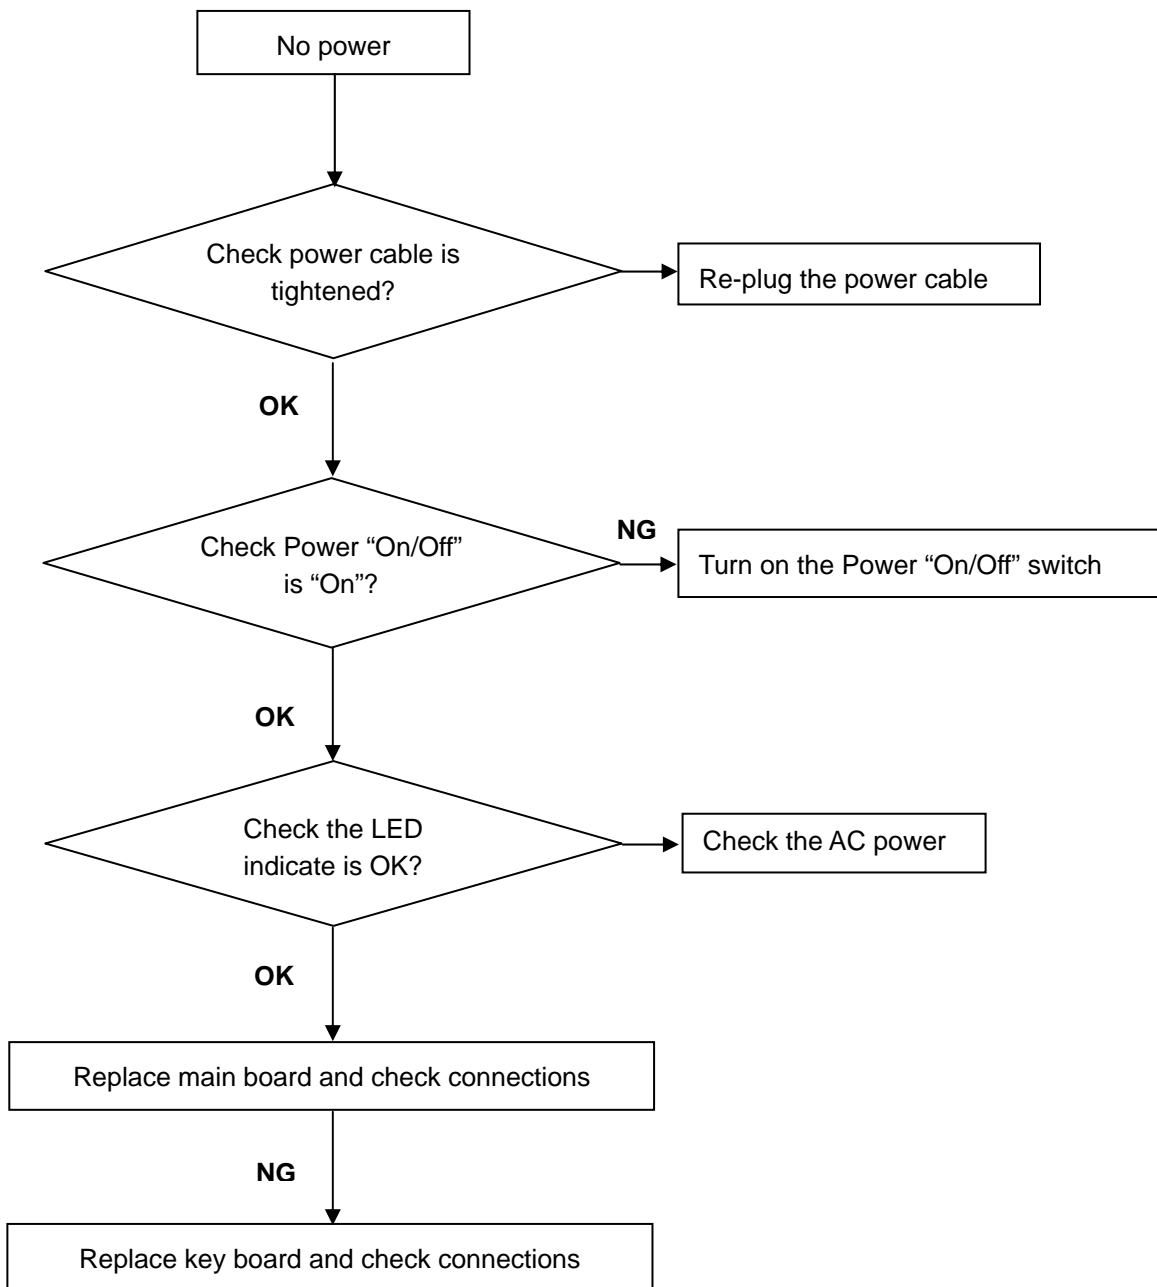 No power
Check power cable is
tightened?
Re-plug the power cable
OK
Check Power “On/Off”
is “On”?
NG
Turn on the Power “On/Off” switch
OK
Check the LED
indicate is OK?
Check the AC power
OK
Replace main board and check connections
NG
Replace key board and check connections